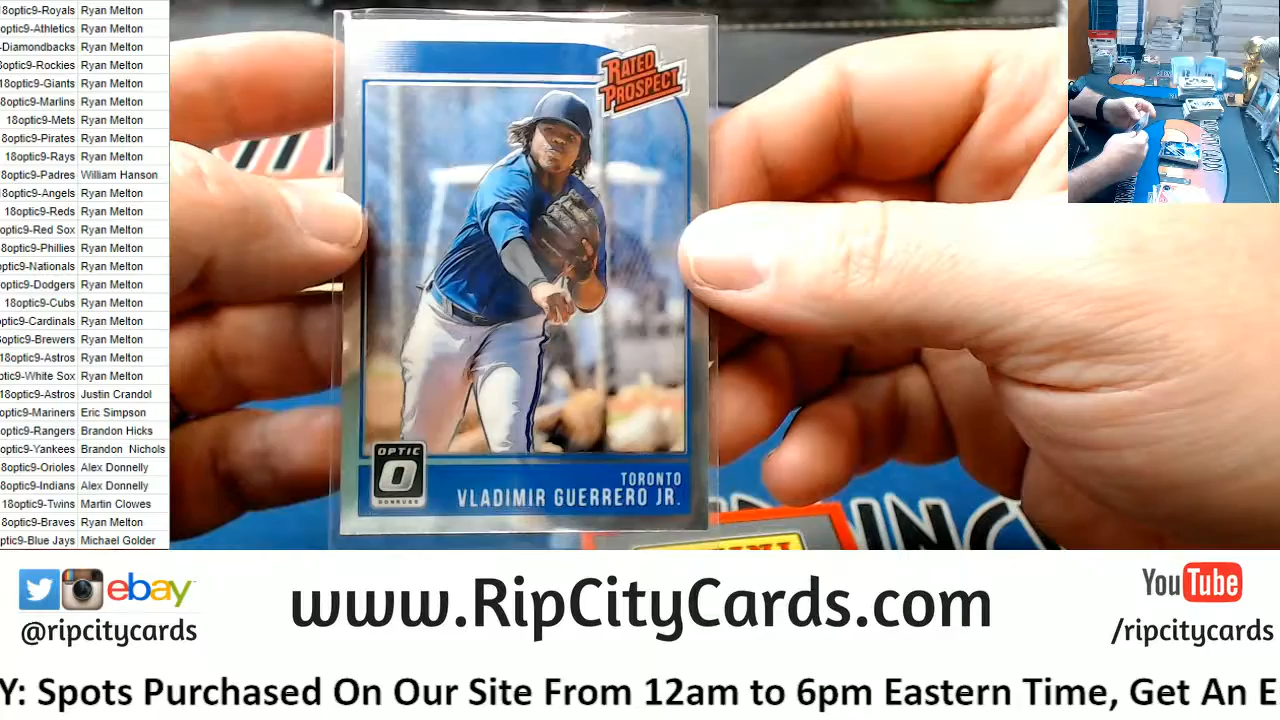 8optic9-Royals Ryan Melton
optic9-Athletics Ryan Melton
-Diamondbacks Ryan Melton
8optic9-Rockies Ryan Melton
18optic9-Giants Ryan Melton
8optic9-Marlins Ryan Melton
18optic9-Mets Ryan Melton
8optic9-Pirates Ryan Melton
18optic9-Rays Ryan Melton
8optic9-Padres William Hanson
8optic9-Angels Ryan Melton
18optic9-Reds Ryan Melton
optic9-Red Sox Ryan Melton
8optic9-Phillies Ryan Melton
optic9-Nationals Ryan Melton
optic9-Dodgers Ryan Melton
18optic9-Cubs Ryan Melton
optic9-Cardinals Ryan Melton
optic9-Brewers Ryan Melton
18optic9-Astros Ryan Melton
optic9-White Sox Ryan Melton
18optic9-Astros Justin Crandol
optic9-Mariners Eric Simpson
optic9-Rangers Brandon Hicks
optic9-Yankees Brandon Nichols
8optic9-Orioles Alex Donnelly
8optic9-Indians Alex Donnelly
18optic9-Twins Martin Clowes
8optic9-Braves Ryan Melton
optic9-Blue Jays Michael Golder
RATED
PROSPECT
OPTIC
O
DONRUSS
TORONTO
VLADIMIR GUERRERO JR.
PANINI
ebay
@ripcitycards
www.RipCityCards.com
YouTube
/ripcitycards
Y: Spots Purchased On Our Site From 12am to 6pm Eastern Time, Get An E